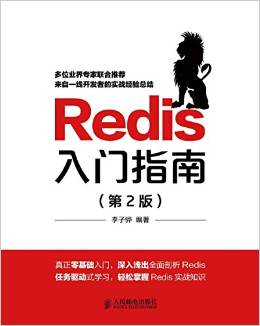 多位业界专家联合推荐
来自一线开发者的实战经验总结
Redis
入门指南
(第2版)
李子骅 编著
真正零基础入门，深入浅出全面剖析 Redis
任务驱动式学习，轻松掌握 Redis 实战知识
人民邮电出版社